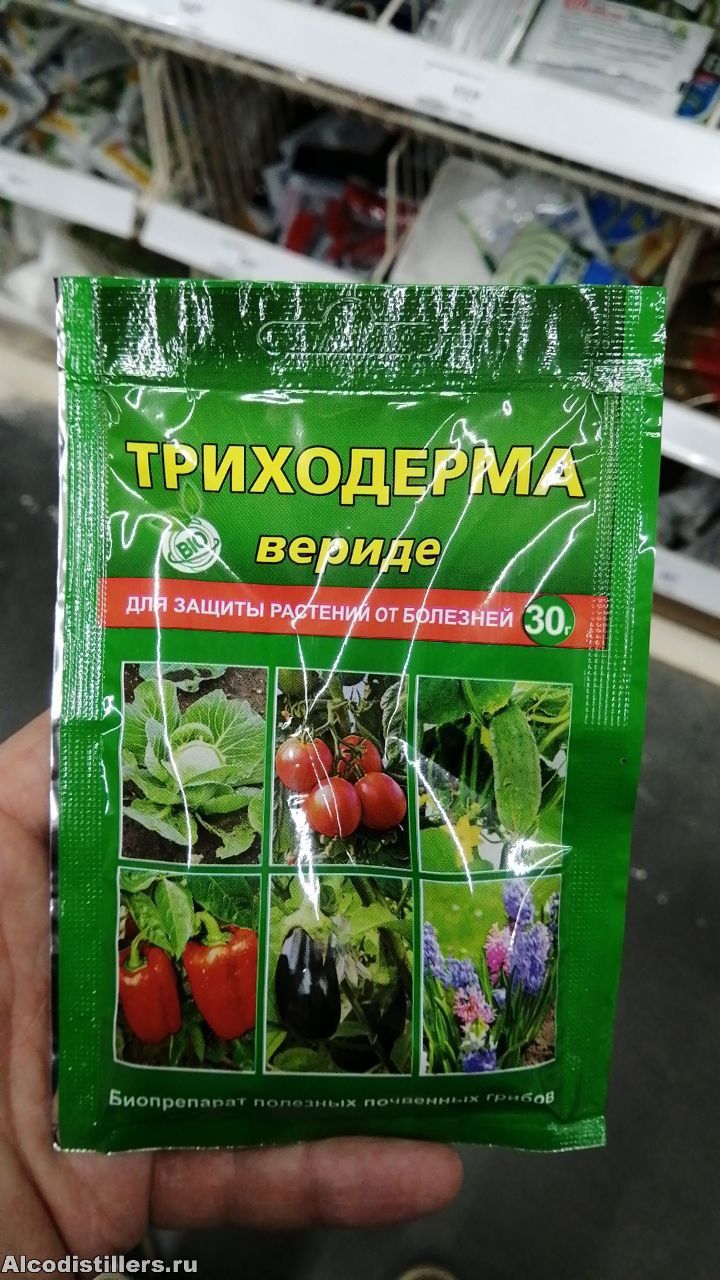 ТРИХОДЕРМА
BIO
вериде
ДЛЯ ЗАЩИТЫ РАСТЕНИЙ ОТ БОЛЕЗНЕЙ 30г
Биопрепарат полезных почвенных грибов
Alcodistillers.ru